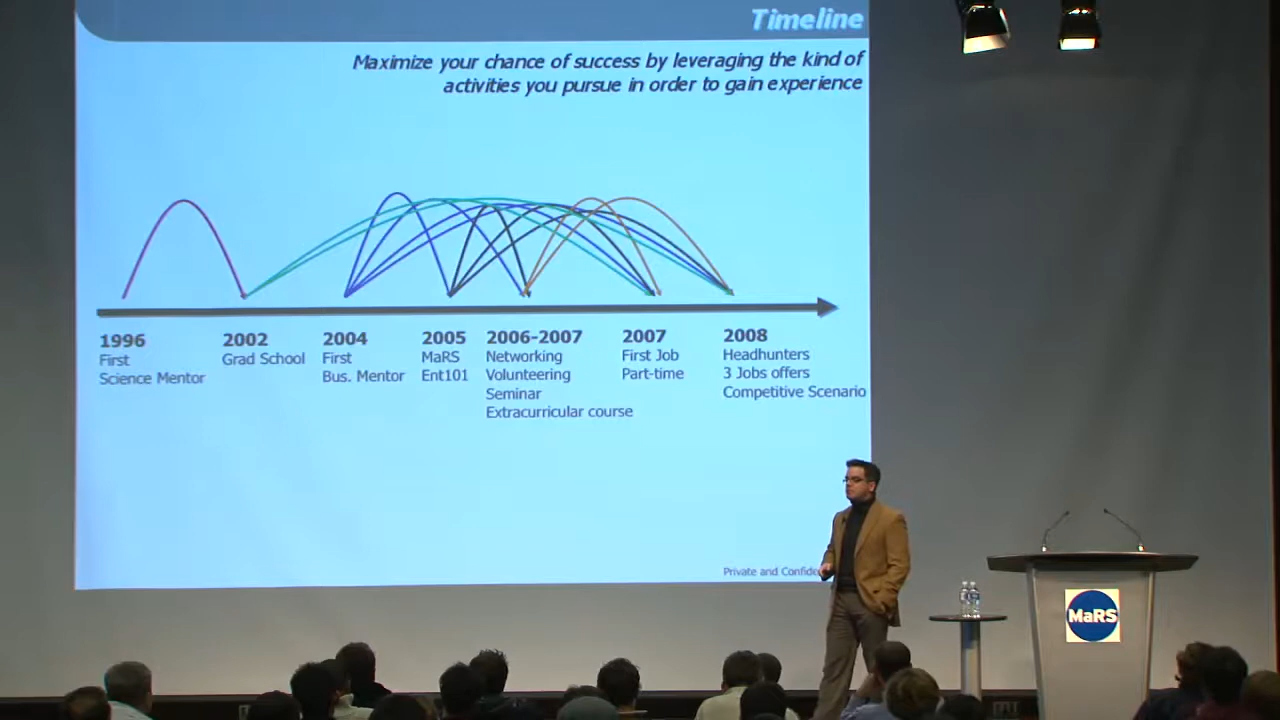 Timeline
Maximize your chance of success by leveraging the kind of
activities you pursue in order to gain experience
1996
First
Science Mentor
2002
Grad School
2004
First
Bus. Mentor
2005
MaRS
Ent101
2006-2007
Networking
Volunteering
Seminar
Extracurricular course
2007
First Job
Part-time
2008
Headhunters
3 Jobs offers
Competitive Scenario
Private and
MaRS